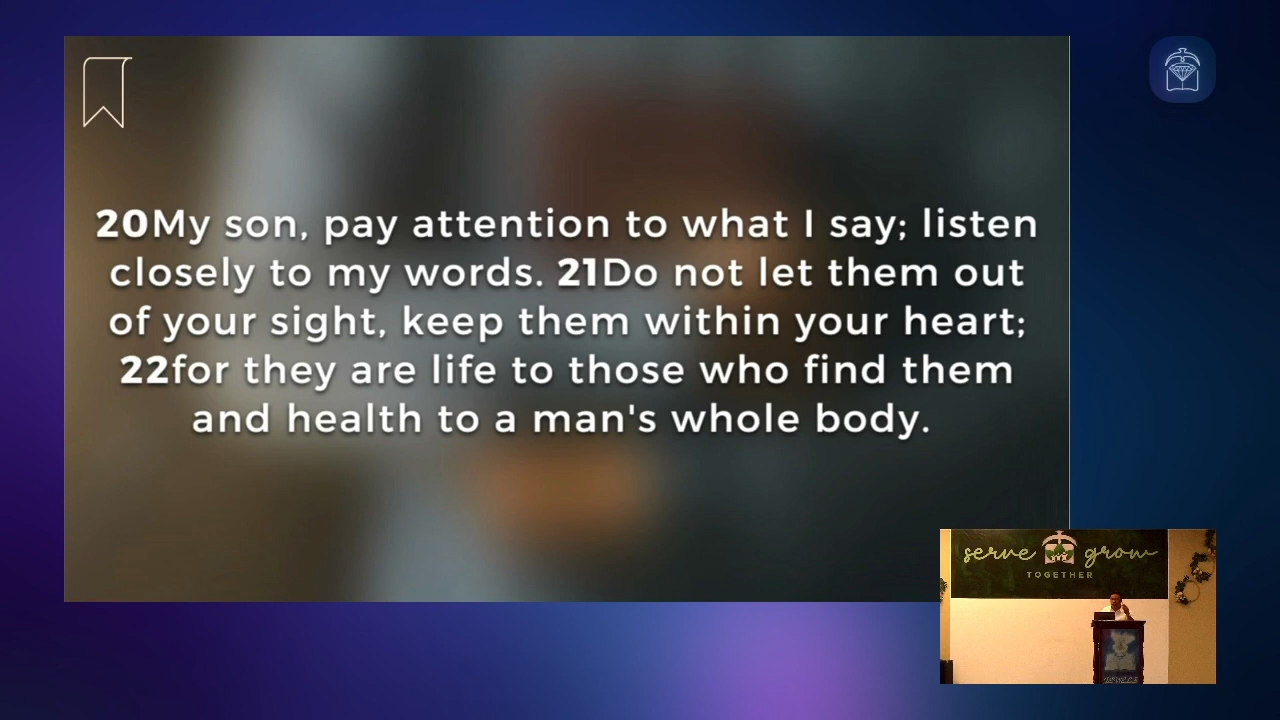 20My son, pay attention to what I say; listen
closely to my words. 21Do not let them out
of your sight, keep them within your heart;
22for they are life to those who find them
and health to a man's whole body.
serve grow
TOGETHER